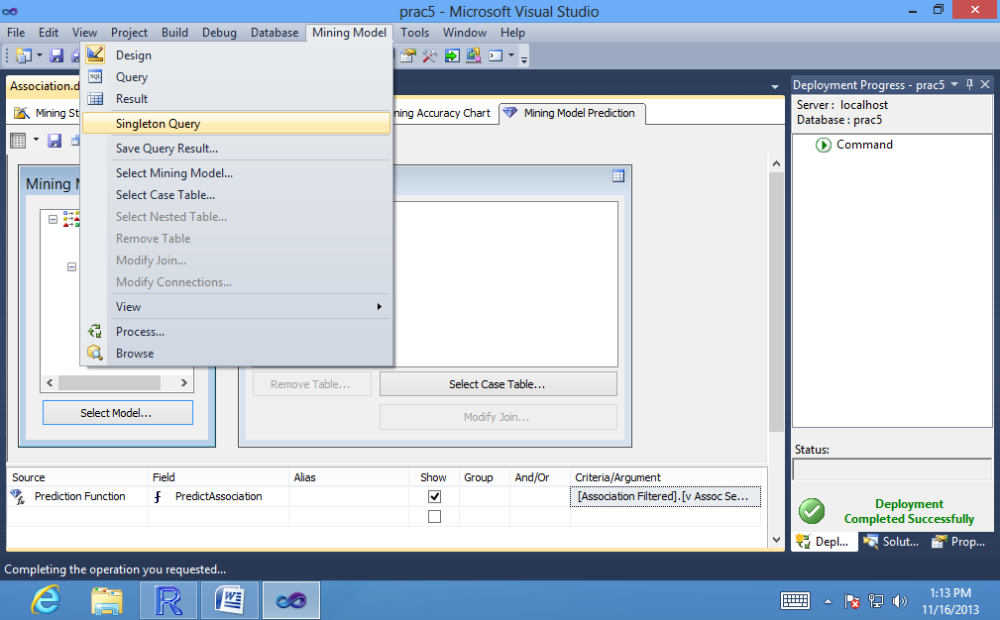 prac5 - Microsoft Visual Studio
File Edit View Project Build Debug Database Mining Model Tools Window Help
Design
Query
Result
Singleton Query
Save Query Result...
Select Mining Model...
Select Case Table...
Select Nested Table...
Remove Table
Modify Join...
Modify Connections...
View
Process...
Browse
Association.d
Mining St
ning Accuracy Chart
Mining Model Prediction
Mining M
Select Model...
Remove Table...
Select Case Table...
Modify Join...
Source Field Alias Show Group And/Or Criteria/Argument
Prediction Function PredictAssociation [Association Filtered].[v Assoc Se...
Deployment Progress - prac5
Server : localhost
Database : prac5
Command
Status:
Deployment
Completed Successfully
Depl... Solut... Prop...
Completing the operation you requested...
1:13 PM
11/16/2013